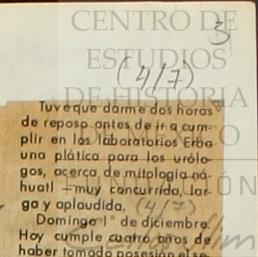 CENTRO DE
3
ESTUDIOS
(4/7)
DE HISTORIA
Tuve que darme dos horas
de reposo antes de ir a cum-
plir en los laboratorios Erba
una plática para los urólo-
gos, acerca de mitología ná-
huatl —muy concurrida, lar-
ga y aplaudida. (4/7)
Domingo 1° de diciembre.
Hoy cumple cuatro años de
haber tomado posesión el se-